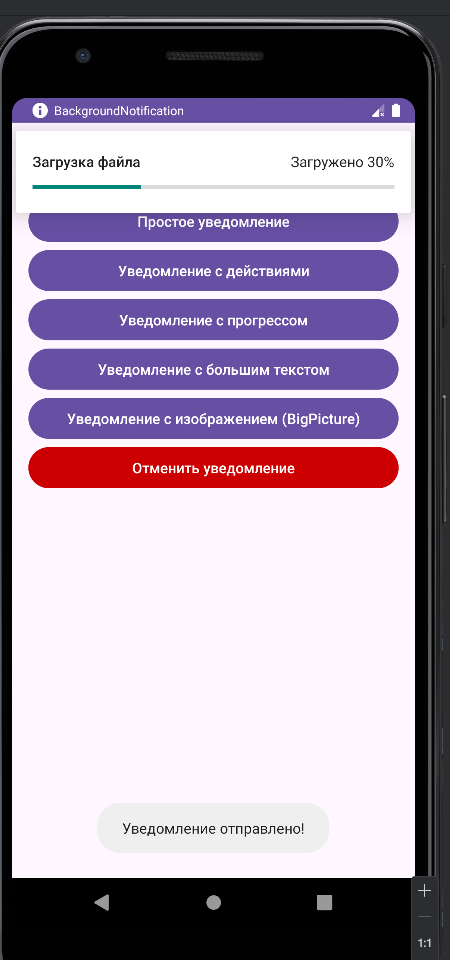 BackgroundNotification
Загрузка файла Загружено 30%
Простое уведомление
Уведомление с действиями
Уведомление с прогрессом
Уведомление с большим текстом
Уведомление с изображением (BigPicture)
Отменить уведомление
Уведомление отправлено!
1:1